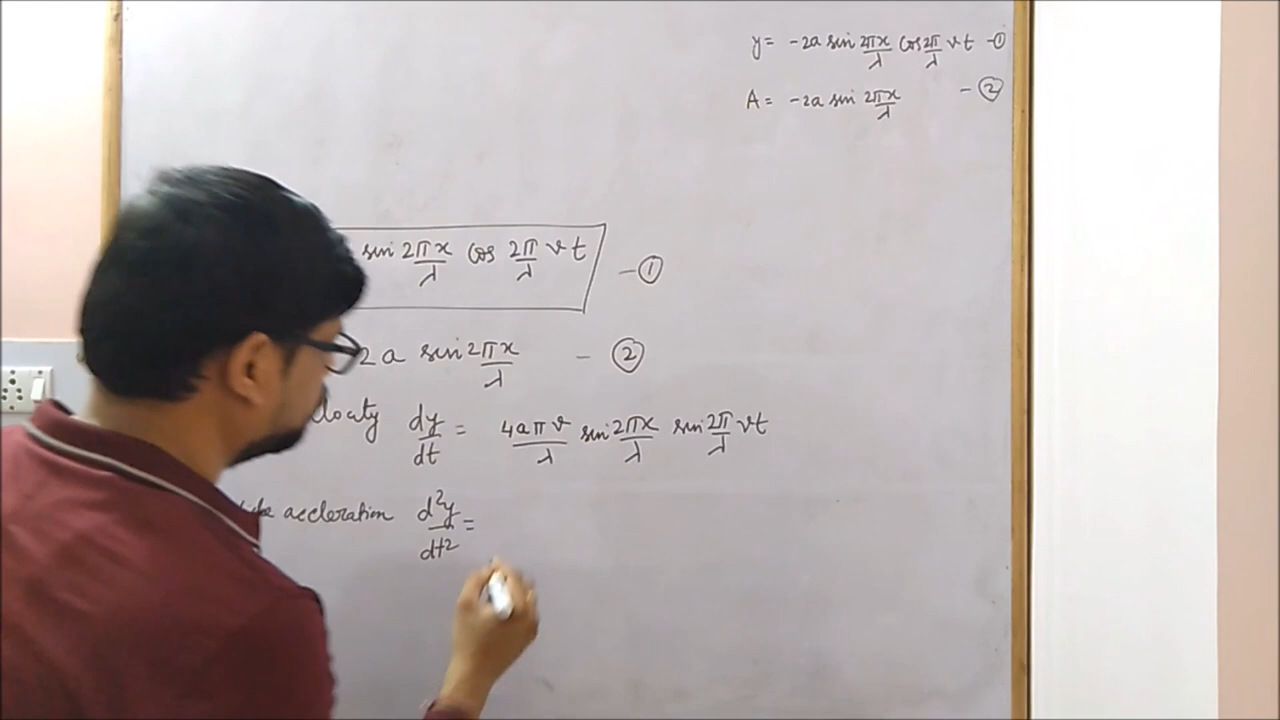 y = -2a sin 2πx/λ cos 2π/λ vt -①
A = -2a sin 2πx/λ -②
sin 2πx/λ cos 2π/λ vt -①
2a sin 2πx/λ -②
dy/dt = 4aπv/λ sin 2πx/λ sin 2π/λ vt
accleration d²y/dt² =